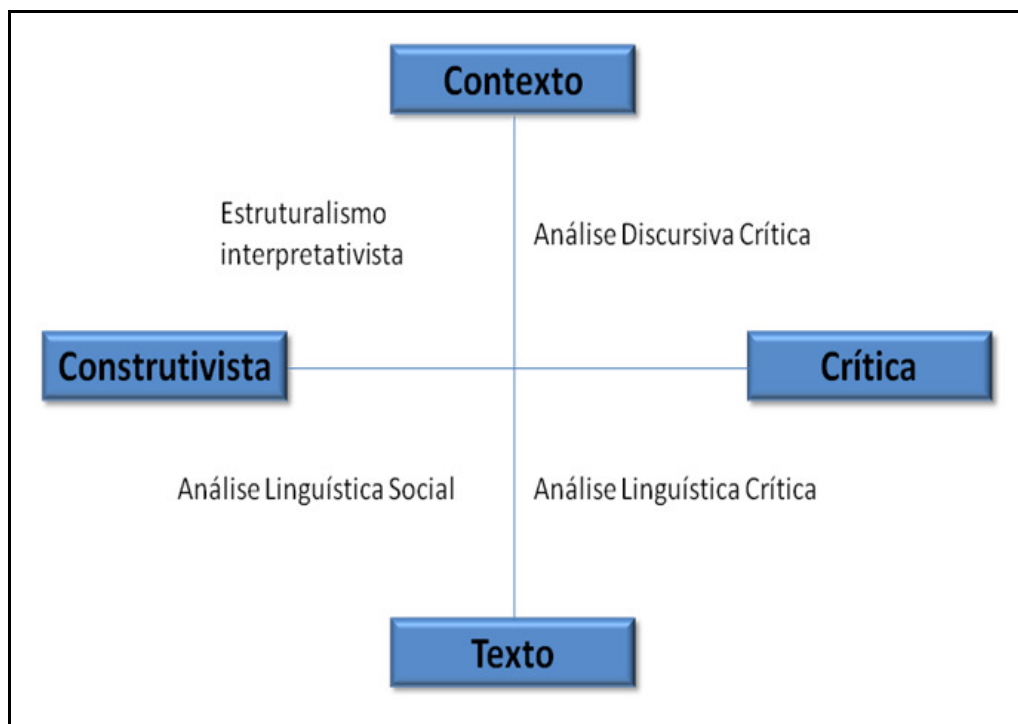 Contexto
Estruturalismo
interpretativista
Análise Discursiva Crítica
Construtivista
Crítica
Análise Linguística Social
Análise Linguística Crítica
Texto